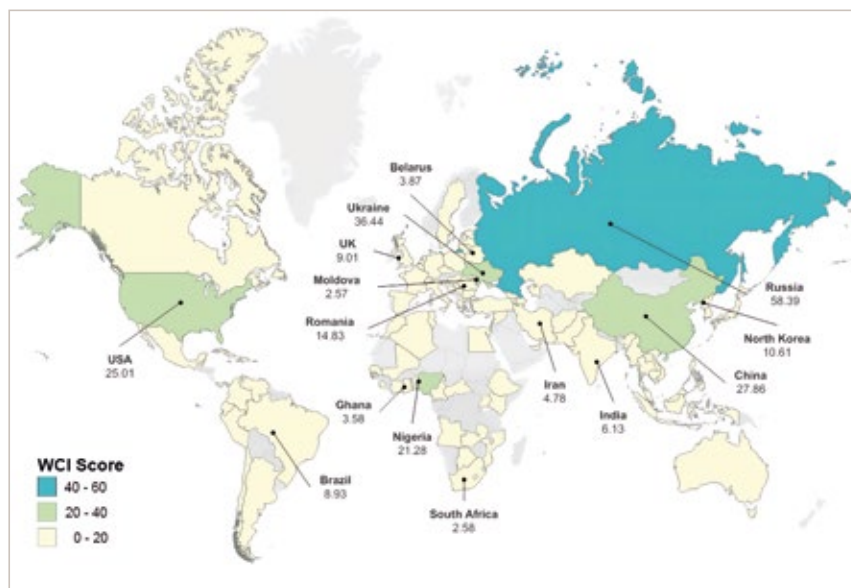 Belarus
3.87
Ukraine
36.44
UK
9.01
Moldova
2.57
Romania
14.83
Russia
58.39
North Korea
10.61
USA
25.01
China
27.86
Iran
4.78
India
6.13
Ghana
3.58
Nigeria
21.28
Brazil
8.93
South Africa
2.58
WCI Score
40 - 60
20 - 40
0 - 20